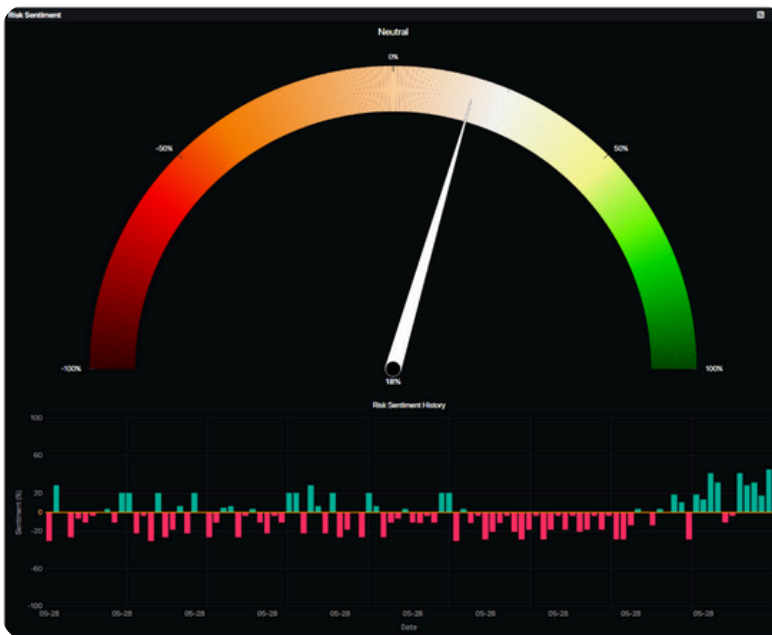 Risk Sentiment
Neutral
0%
-50%
50%
-100%
100%
18%
Risk Sentiment History
100
60
20
0
-20
-60
-100
Sentiment (%)
05-28 05-28 05-28 05-28 05-28 05-28 05-28 05-28 05-28 05-28
Date